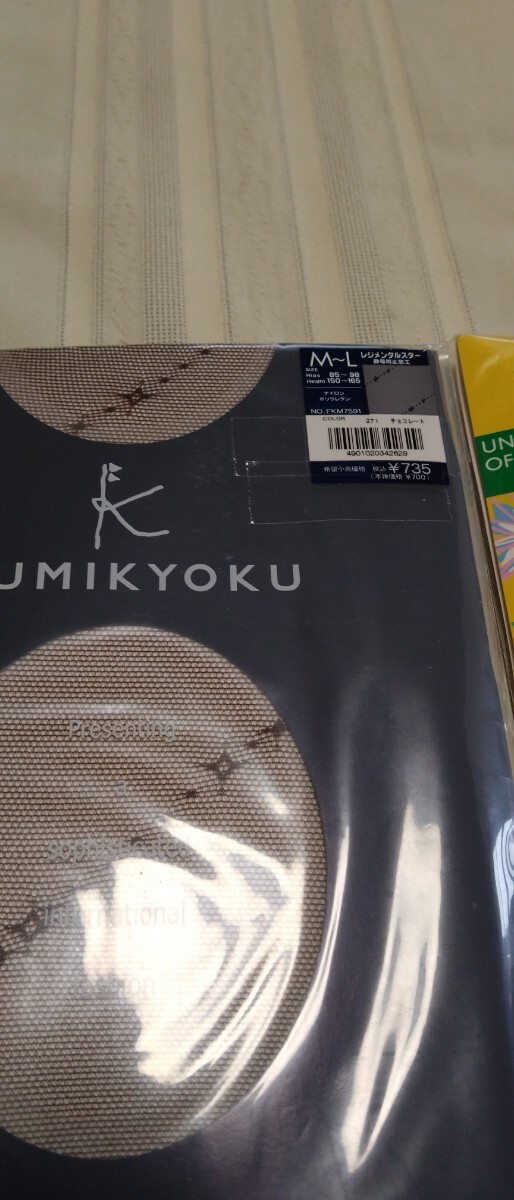 M~L
レジメンタルスター
静電防止加工
SIZE
Hips 85~98
Height 150~165
ナイロン
ポリウレタン
NO.FKM7591
COLOR 271 チョコレート
4901020342629
希望小売価格 税込 ¥735
(本体価格 ¥700)
UMIKYOKU
Presenting
a
sophisticated
international
UN
OF